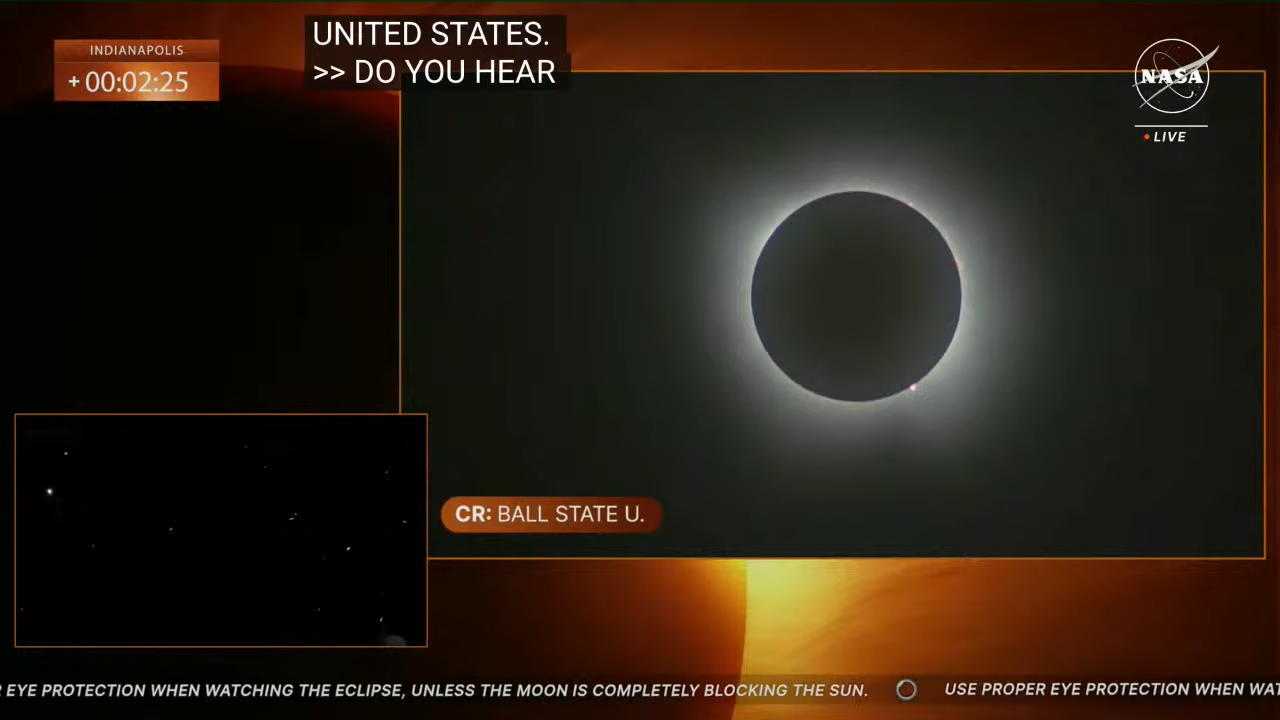 UNITED STATES.
>> DO YOU HEAR
INDIANAPOLIS
+ 00:02:25
NASA
LIVE
CR: BALL STATE U.
EYE PROTECTION WHEN WATCHING THE ECLIPSE, UNLESS THE MOON IS COMPLETELY BLOCKING THE SUN. USE PROPER EYE PROTECTION WHEN WAT